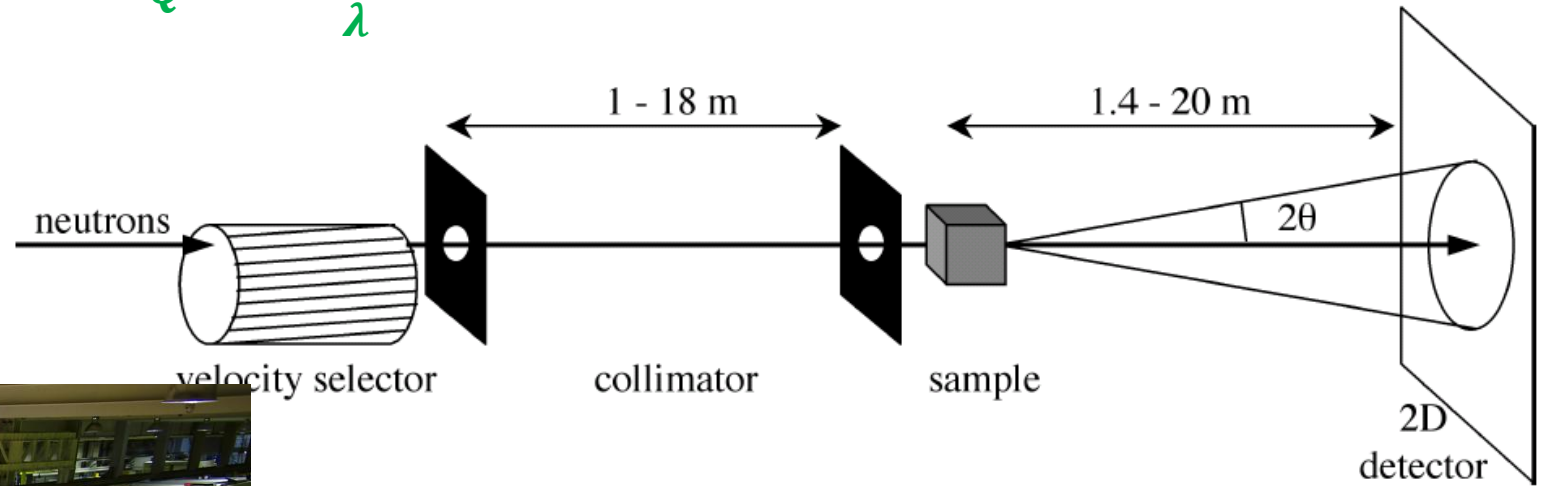 Q
λ
1 - 18 m
1.4 - 20 m
neutrons
2θ
velocity selector
collimator
sample
2D
detector